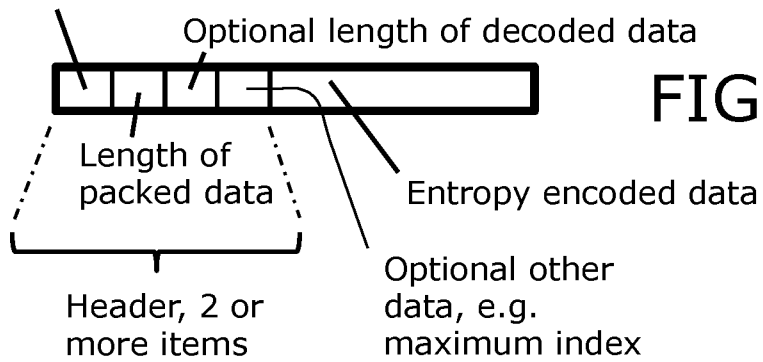 Optional length of decoded data
FIG
Length of
packed data
Entropy encoded data
Optional other
data, e.g.
maximum index
Header, 2 or
more items